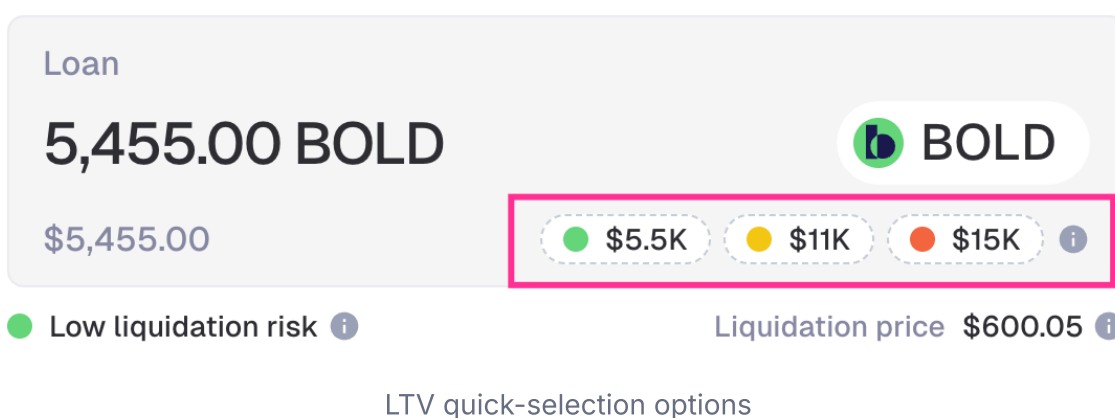 Loan
5,455.00 BOLD
BOLD
$5,455.00
$5.5K
$11K
$15K
Low liquidation risk
Liquidation price $600.05
LTV quick-selection options